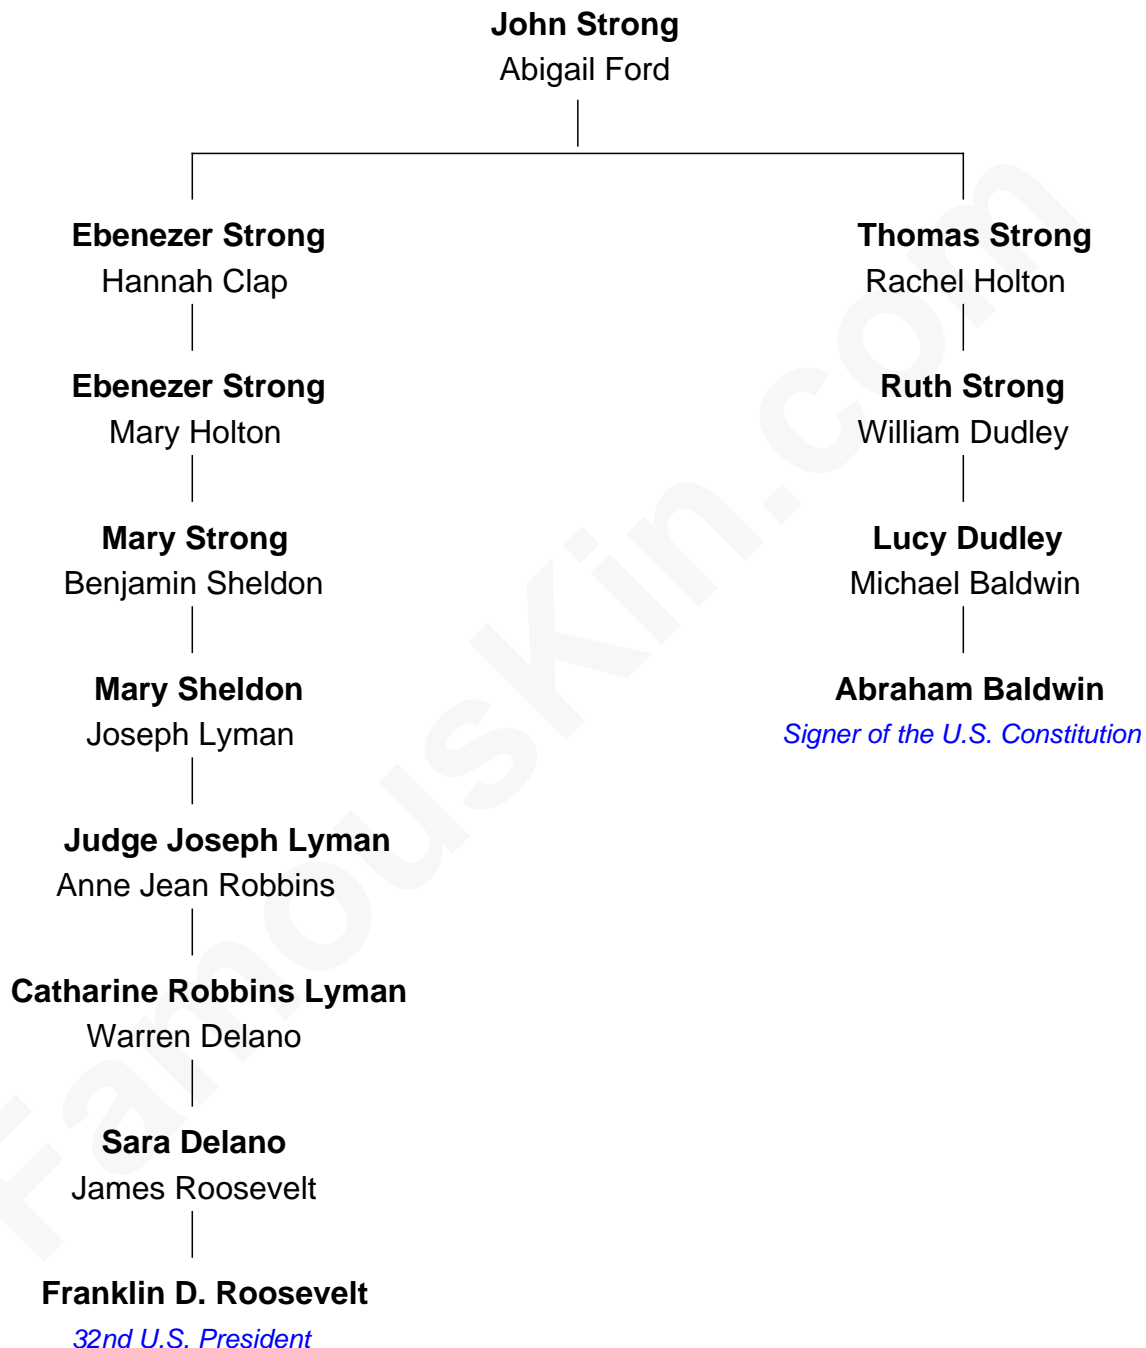 John Strong
Abigail Ford
Ebenezer Strong
Hannah Clap
Ebenezer Strong
Mary Holton
Mary Strong
Benjamin Sheldon
Mary Sheldon
Joseph Lyman
Judge Joseph Lyman
Anne Jean Robbins
Catharine Robbins Lyman
Warren Delano
Sara Delano
James Roosevelt
Franklin D. Roosevelt
32nd U.S. President
Thomas Strong
Rachel Holton
Ruth Strong
William Dudley
Lucy Dudley
Michael Baldwin
Abraham Baldwin
Signer of the U.S. Constitution
FamousKin.com